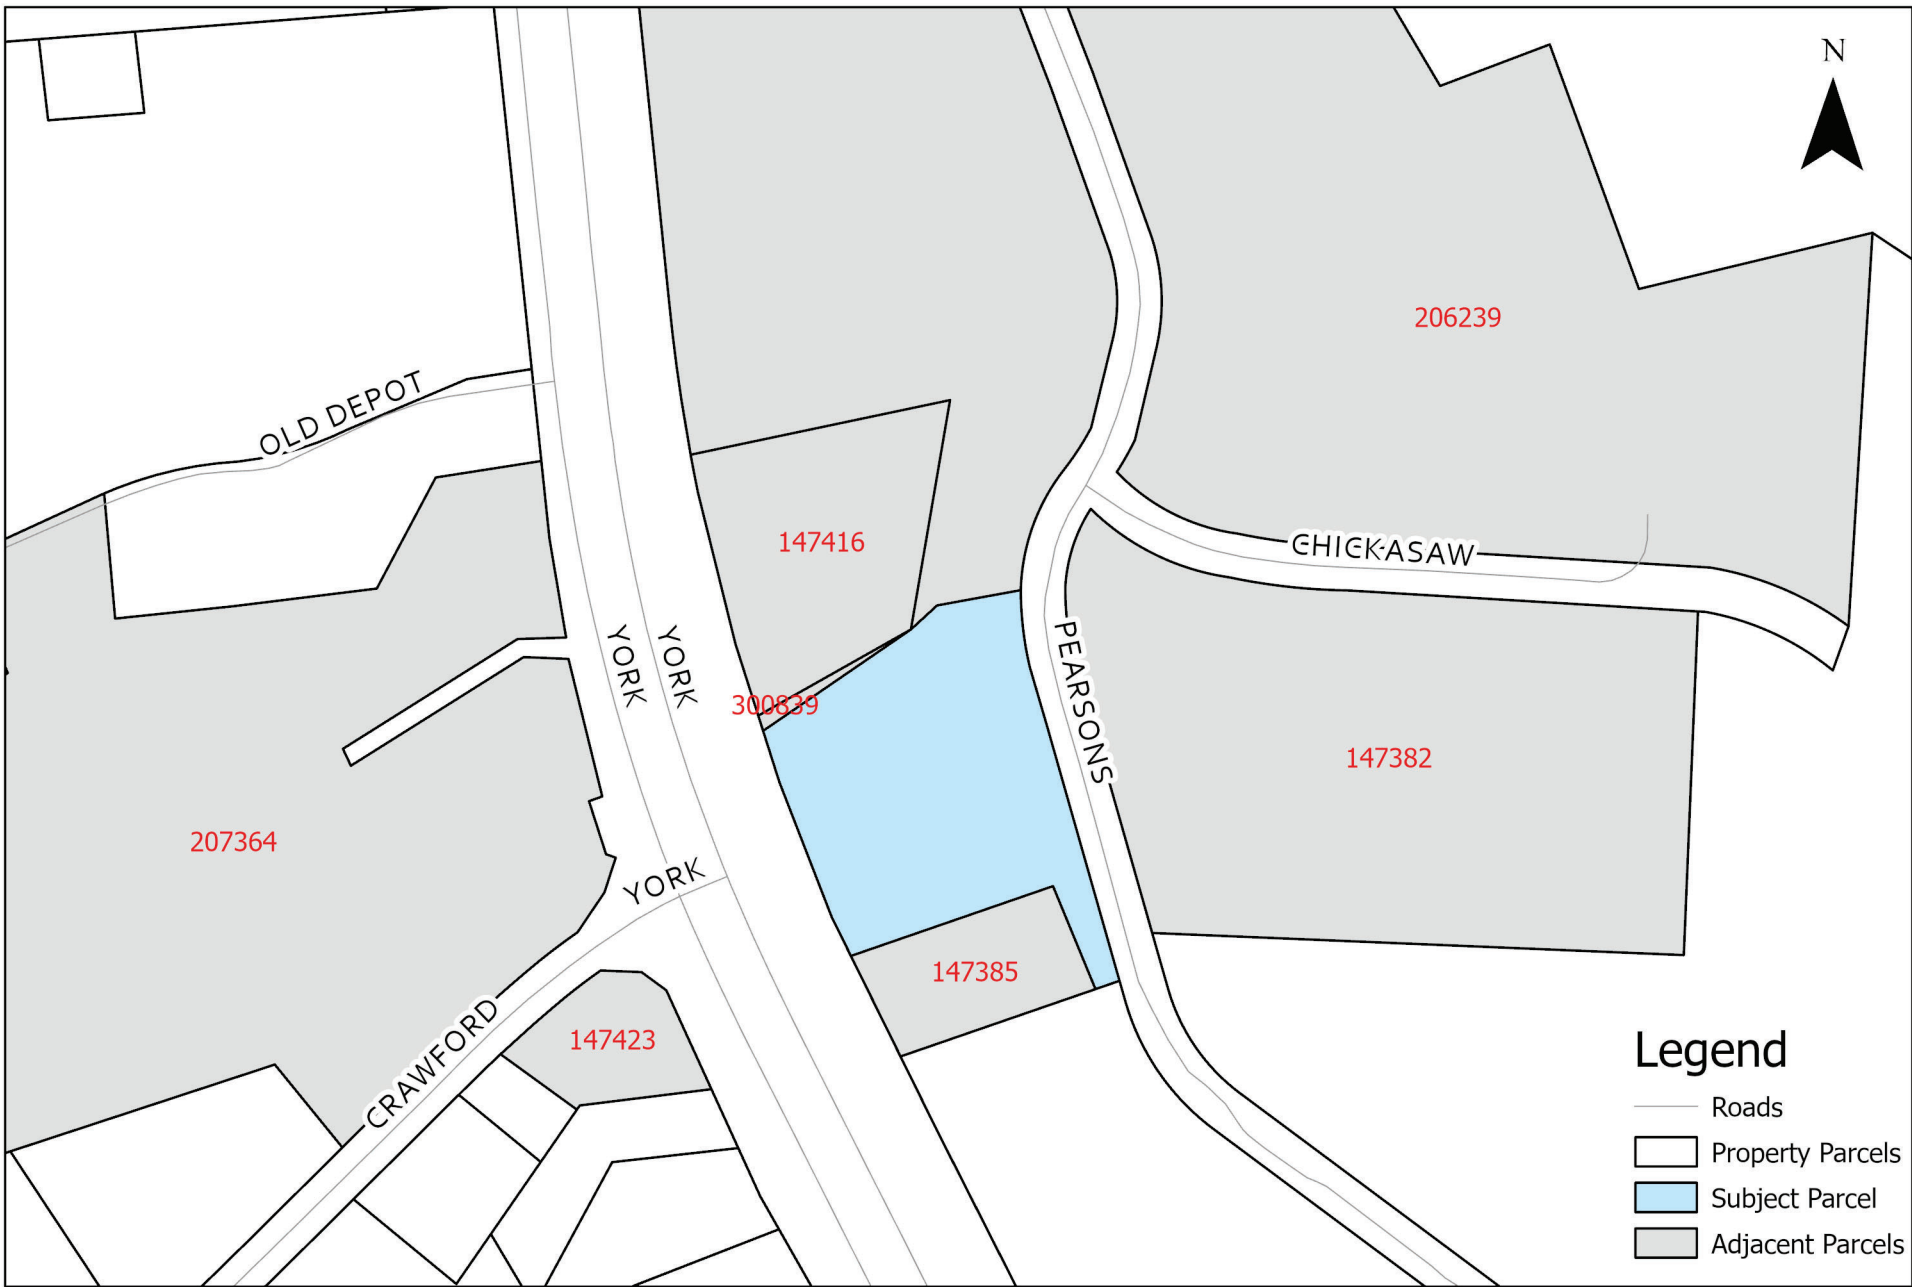 N
206239
OLD DEPOT
147416
CHICKASAW
YORK
YORK
PEARSONS
300839
147382
207364
YORK
147385
CRAWFORD
147423
Legend
Roads
Property Parcels
Subject Parcel
Adjacent Parcels